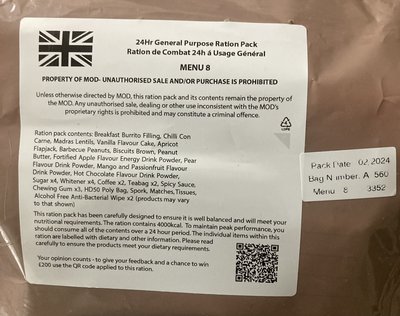 24Hr General Purpose Ration Pack
Ration de Combat 24h á Usage Général
MENU 8
PROPERTY OF MOD- UNAUTHORISED SALE AND/OR PURCHASE IS PROHIBITED
Unless otherwise directed by MOD, this ration pack and its contents remain the property of
the MOD. Any unauthorised sale, dealing or other use inconsistent with the MOD's
proprietary rights is prohibited and may constitute a criminal offence.
LDPE
Ration pack contents: Breakfast Burrito Filling, Chilli Con
Carne, Madras Lentils, Vanilla Flavour Cake, Apricot
Flapjack, Barbecue Peanuts, Biscuits Brown, Peanut
Butter, Fortified Apple Flavour Energy Drink Powder, Pear
Flavour Drink Powder, Mango and Passionfruit Flavour
Drink Powder, Hot Chocolate Flavour Drink Powder,
Sugar x4, Whitener x4, Coffee x2, Teabag x2, Spicy Sauce,
Chewing Gum x3, HD50 Poly Bag, Spork, Matches, Tissues,
Alcohol Free Anti-Bacterial Wipe x2 (products may vary
to that shown)
This ration pack has been carefully designed to ensure it is well balanced and will meet your
nutritional requirements. The ration contains 4000kcal. To maintain peak performance, you
should consume all of the contents over a 24 hour period. The individual items within this
ration are labelled with dietary and other information. Please read
carefully to ensure the product meets your dietary requirements.
Your opinion counts - to give your feedback and a chance to win
£200 use the QR code applied to this ration.
Pack Date 02.2024
Bag Number. A 560
Menu 8 3352